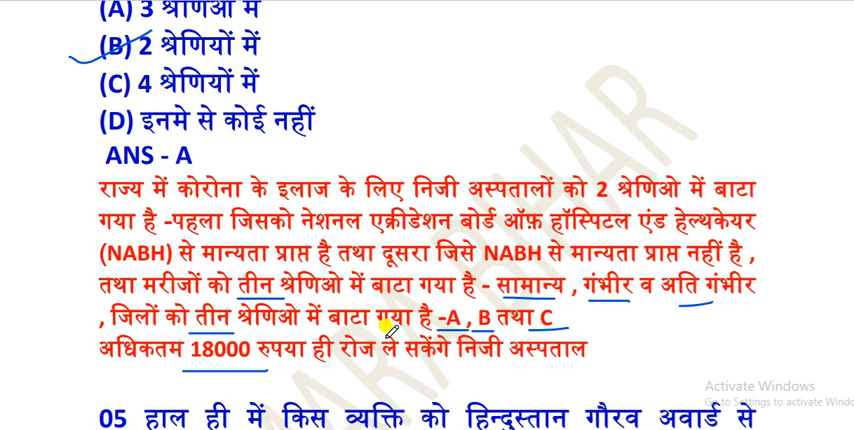 (A) 3 श्रेणिओ में
(B) 2 श्रेणियों में
(C) 4 श्रेणियों में
(D) इनमे से कोई नहीं
ANS - A
राज्य में कोरोना के इलाज के लिए निजी अस्पतालों को 2 श्रेणिओ में बाटा
गया है -पहला जिसको नेशनल एक्रीडेशन बोर्ड ऑफ़ हॉस्पिटल एंड हेल्थकेयर
(NABH) से मान्यता प्राप्त है तथा दूसरा जिसे NABH से मान्यता प्राप्त नहीं है ,
तथा मरीजों को तीन श्रेणिओ में बाटा गया है - सामान्य , गंभीर व अति गंभीर
, जिलों को तीन श्रेणिओ में बाटा गया है -A , B तथा C
अधिकतम 18000 रुपया ही रोज ले सकेंगे निजी अस्पताल
Activate Windows
Go to Settings to activate Windo
05 हाल ही में किस व्यक्ति को हिन्दुस्तान गौरव अवार्ड से